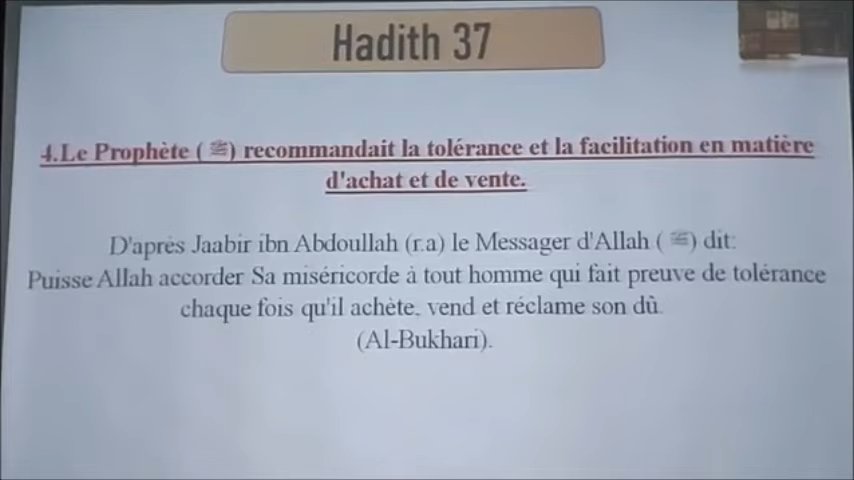 Hadith 37
4.Le Prophète ( ﷺ) recommandait la tolérance et la facilitation en matière
d'achat et de vente.
D'après Jaabir ibn Abdoullah (r.a) le Messager d'Allah ( ﷺ) dit:
Puisse Allah accorder Sa miséricorde à tout homme qui fait preuve de tolérance
chaque fois qu'il achète, vend et réclame son dû.
(Al-Bukhari).